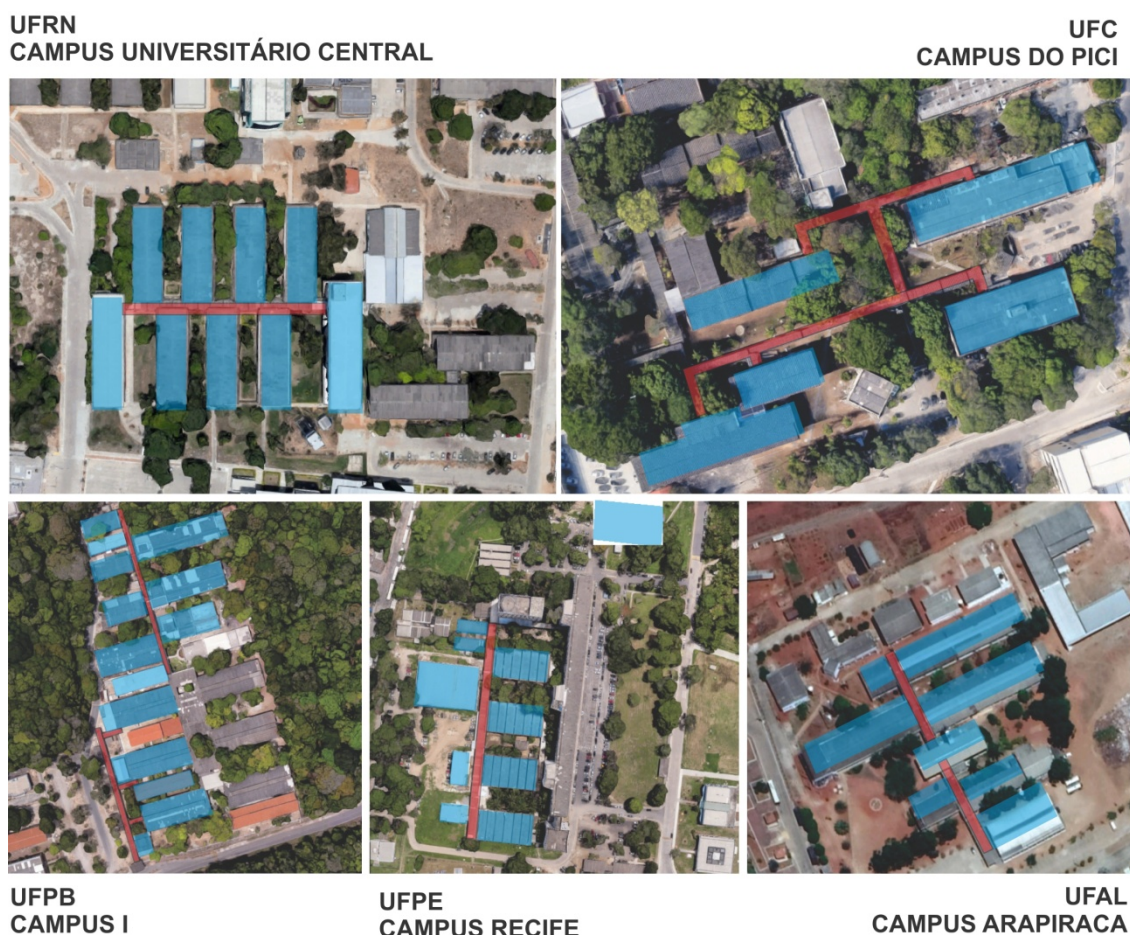 UFRN
CAMPUS UNIVERSITÁRIO CENTRAL
UFC
CAMPUS DO PICI
UFPB
CAMPUS I
UFPE
CAMPUS RECIFE
UFAL
CAMPUS ARAPIRACA